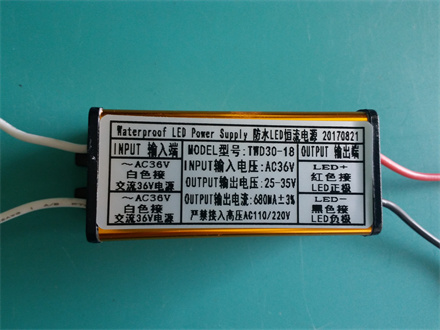 Waterproof LED Power Supply 防水LED恒流电源 20170821
INPUT 输入端
MODEL型号:TWD30-18
OUTPUT 输出端
～AC36V
白色接
交流36V电源
～AC36V
白色接
交流36V电源
INPUT输入电压:AC36V
OUTPUT输出电压:25-35V
OUTPUT输出电流:680MA±3%
严禁接入高压AC110/220V
LED+
红色接
LED正极
LED-
黑色接
LED负极